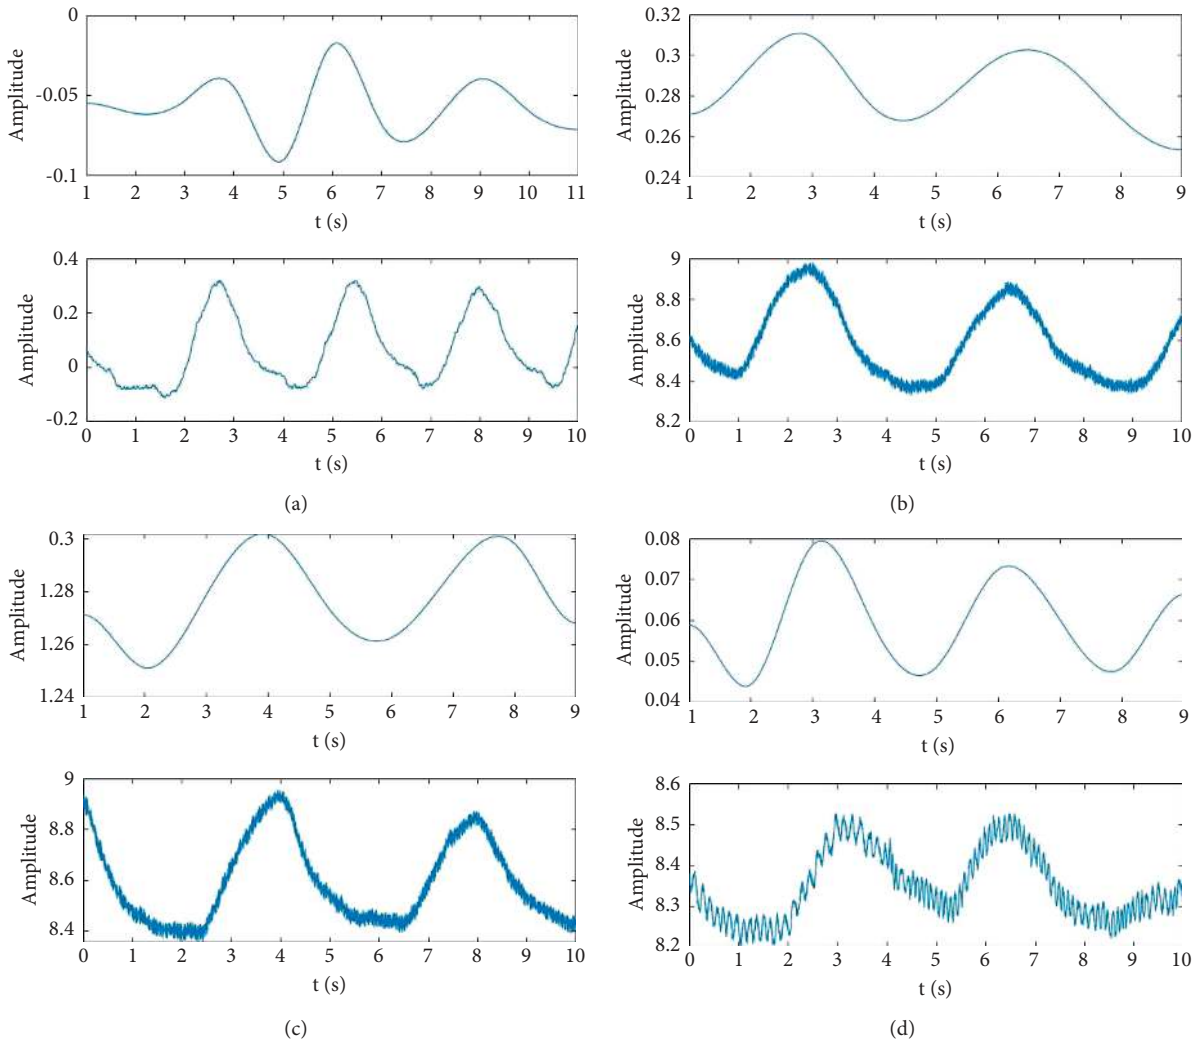 0
-0.05
-0.1
Amplitude
1 2 3 4 5 6 7 8 9 10 11
t (s)
0.4
0.2
0
-0.2
Amplitude
0 1 2 3 4 5 6 7 8 9 10
t (s)
(a)
0.32
0.3
0.28
0.26
0.24
Amplitude
1 2 3 4 5 6 7 8 9
t (s)
9
8.8
8.6
8.4
8.2
Amplitude
0 1 2 3 4 5 6 7 8 9 10
t (s)
(b)
0.3
1.28
1.26
1.24
Amplitude
1 2 3 4 5 6 7 8 9
t (s)
9
8.8
8.6
8.4
Amplitude
0 1 2 3 4 5 6 7 8 9 10
t (s)
(c)
0.08
0.07
0.06
0.05
0.04
Amplitude
1 2 3 4 5 6 7 8 9
t (s)
8.6
8.5
8.4
8.3
8.2
Amplitude
0 1 2 3 4 5 6 7 8 9 10
t (s)
(d)